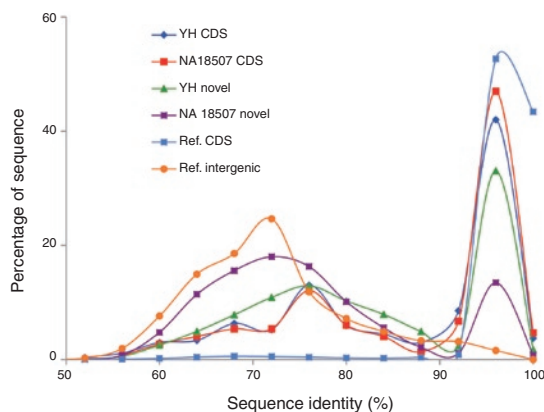 60
40
20
0
Percentage of sequence
YH CDS
NA18507 CDS
YH novel
NA 18507 novel
Ref. CDS
Ref. intergenic
50 60 70 80 90 100
Sequence identity (%)